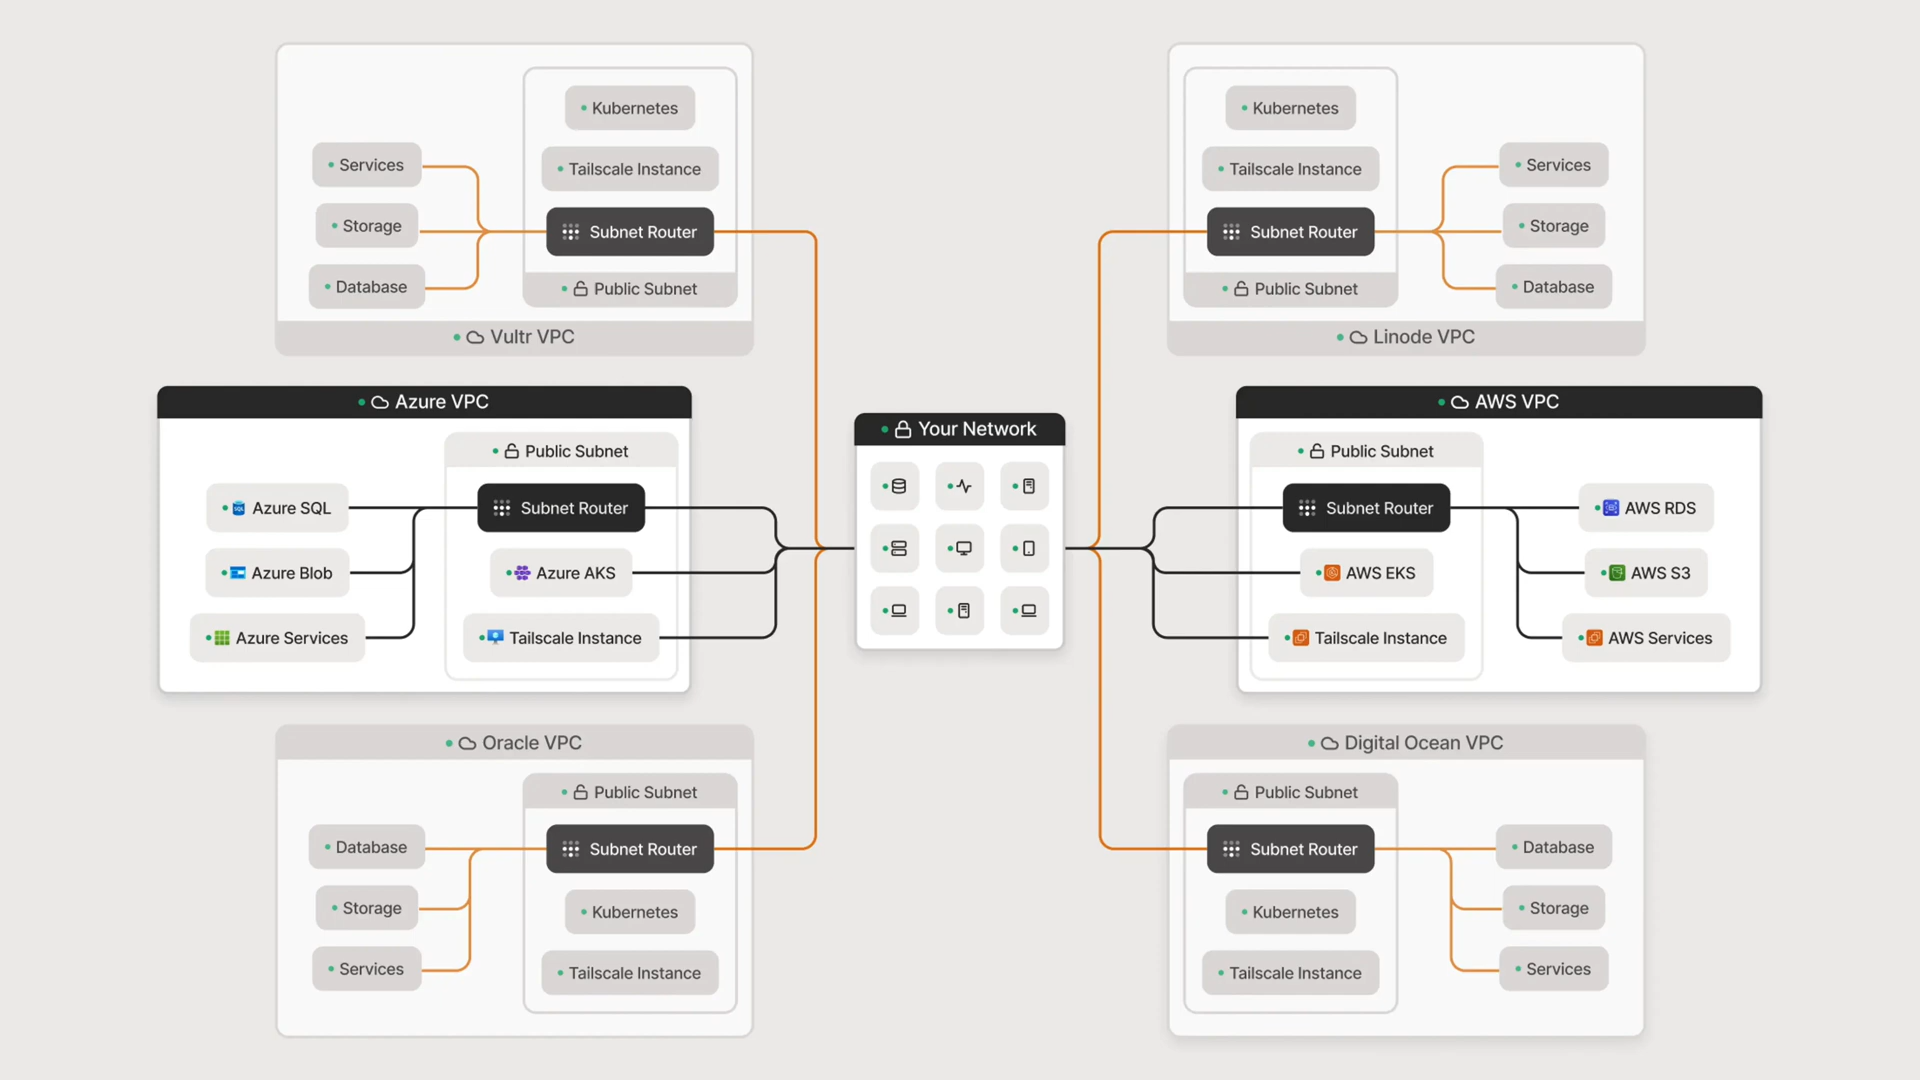 Kubernetes
Services
Tailscale Instance
Storage
Subnet Router
Database
Public Subnet
Vultr VPC
Kubernetes
Tailscale Instance
Services
Subnet Router
Storage
Public Subnet
Database
Linode VPC
Azure VPC
Public Subnet
Azure SQL
Subnet Router
Azure Blob
Azure AKS
Azure Services
Tailscale Instance
Your Network
AWS VPC
Public Subnet
Subnet Router
AWS RDS
AWS EKS
AWS S3
Tailscale Instance
AWS Services
Oracle VPC
Public Subnet
Database
Subnet Router
Storage
Kubernetes
Services
Tailscale Instance
Digital Ocean VPC
Public Subnet
Subnet Router
Database
Kubernetes
Storage
Tailscale Instance
Services